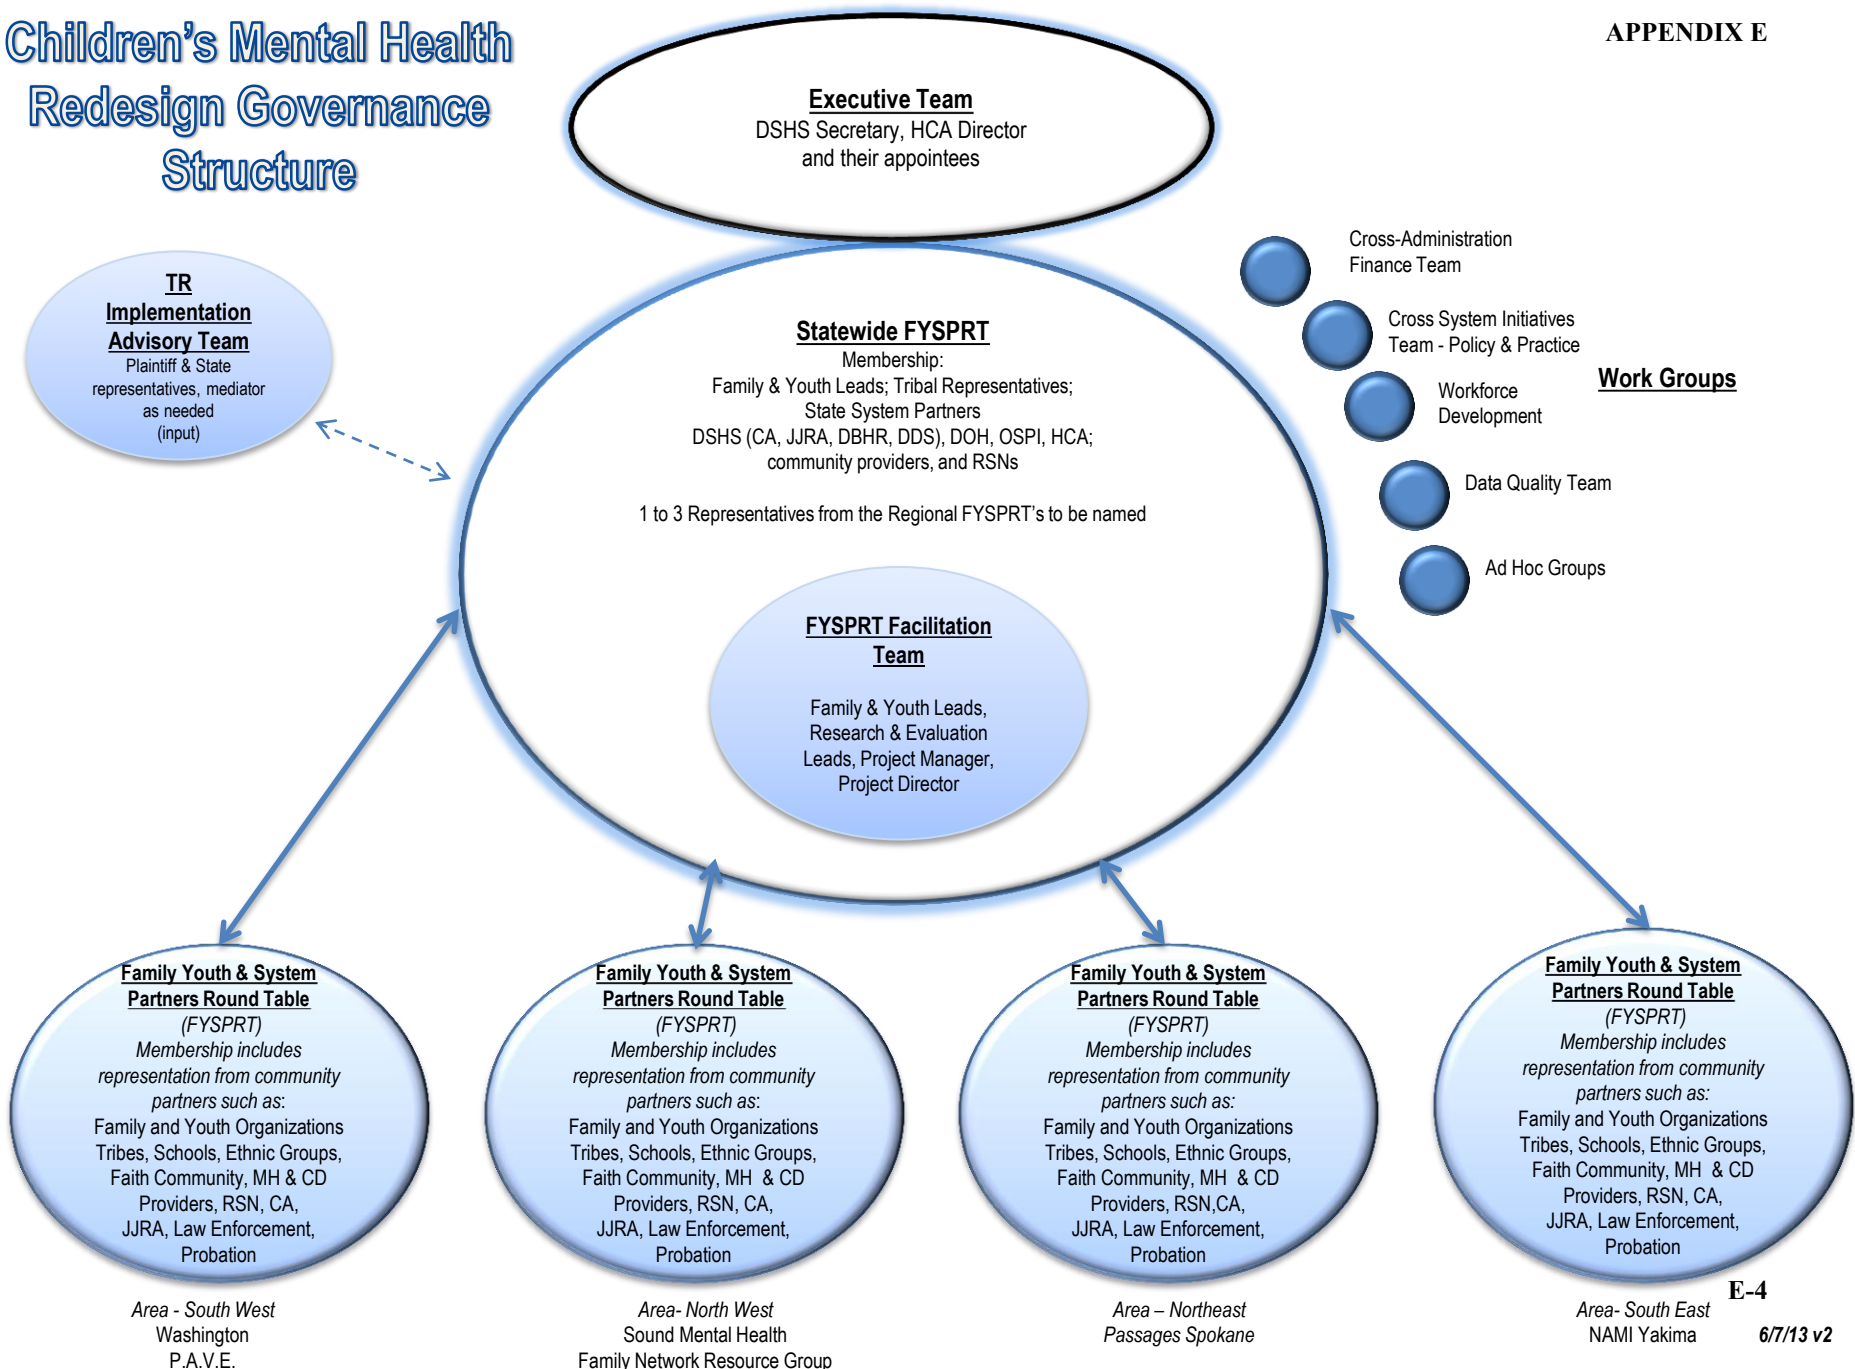 Children's Mental Health
Redesign Governance
Structure
APPENDIX E
Executive Team
DSHS Secretary, HCA Director
and their appointees
TR
Implementation
Advisory Team
Plaintiff & State
representatives, mediator
as needed
(input)
Statewide FYSPRT
Membership:
Family & Youth Leads; Tribal Representatives;
State System Partners
DSHS (CA, JJRA, DBHR, DDS), DOH, OSPI, HCA;
community providers, and RSNs
1 to 3 Representatives from the Regional FYSPRT's to be named
FYSPRT Facilitation
Team
Family & Youth Leads,
Research & Evaluation
Leads, Project Manager,
Project Director
Cross-Administration
Finance Team
Cross System Initiatives
Team - Policy & Practice
Workforce
Development
Data Quality Team
Ad Hoc Groups
Work Groups
Family Youth & System
Partners Round Table
(FYSPRT)
Membership includes
representation from community
partners such as:
Family and Youth Organizations
Tribes, Schools, Ethnic Groups,
Faith Community, MH & CD
Providers, RSN, CA,
JJRA, Law Enforcement,
Probation
Area - South West
Washington
P.A.V.E.
Family Youth & System
Partners Round Table
(FYSPRT)
Membership includes
representation from community
partners such as:
Family and Youth Organizations
Tribes, Schools, Ethnic Groups,
Faith Community, MH & CD
Providers, RSN, CA,
JJRA, Law Enforcement,
Probation
Area- North West
Sound Mental Health
Family Network Resource Group
Family Youth & System
Partners Round Table
(FYSPRT)
Membership includes
representation from community
partners such as:
Family and Youth Organizations
Tribes, Schools, Ethnic Groups,
Faith Community, MH & CD
Providers, RSN,CA,
JJRA, Law Enforcement,
Probation
Area – Northeast
Passages Spokane
Family Youth & System
Partners Round Table
(FYSPRT)
Membership includes
representation from community
partners such as:
Family and Youth Organizations
Tribes, Schools, Ethnic Groups,
Faith Community, MH & CD
Providers, RSN, CA,
JJRA, Law Enforcement,
Probation
Area- South East
NAMI Yakima
E-4
6/7/13 v2